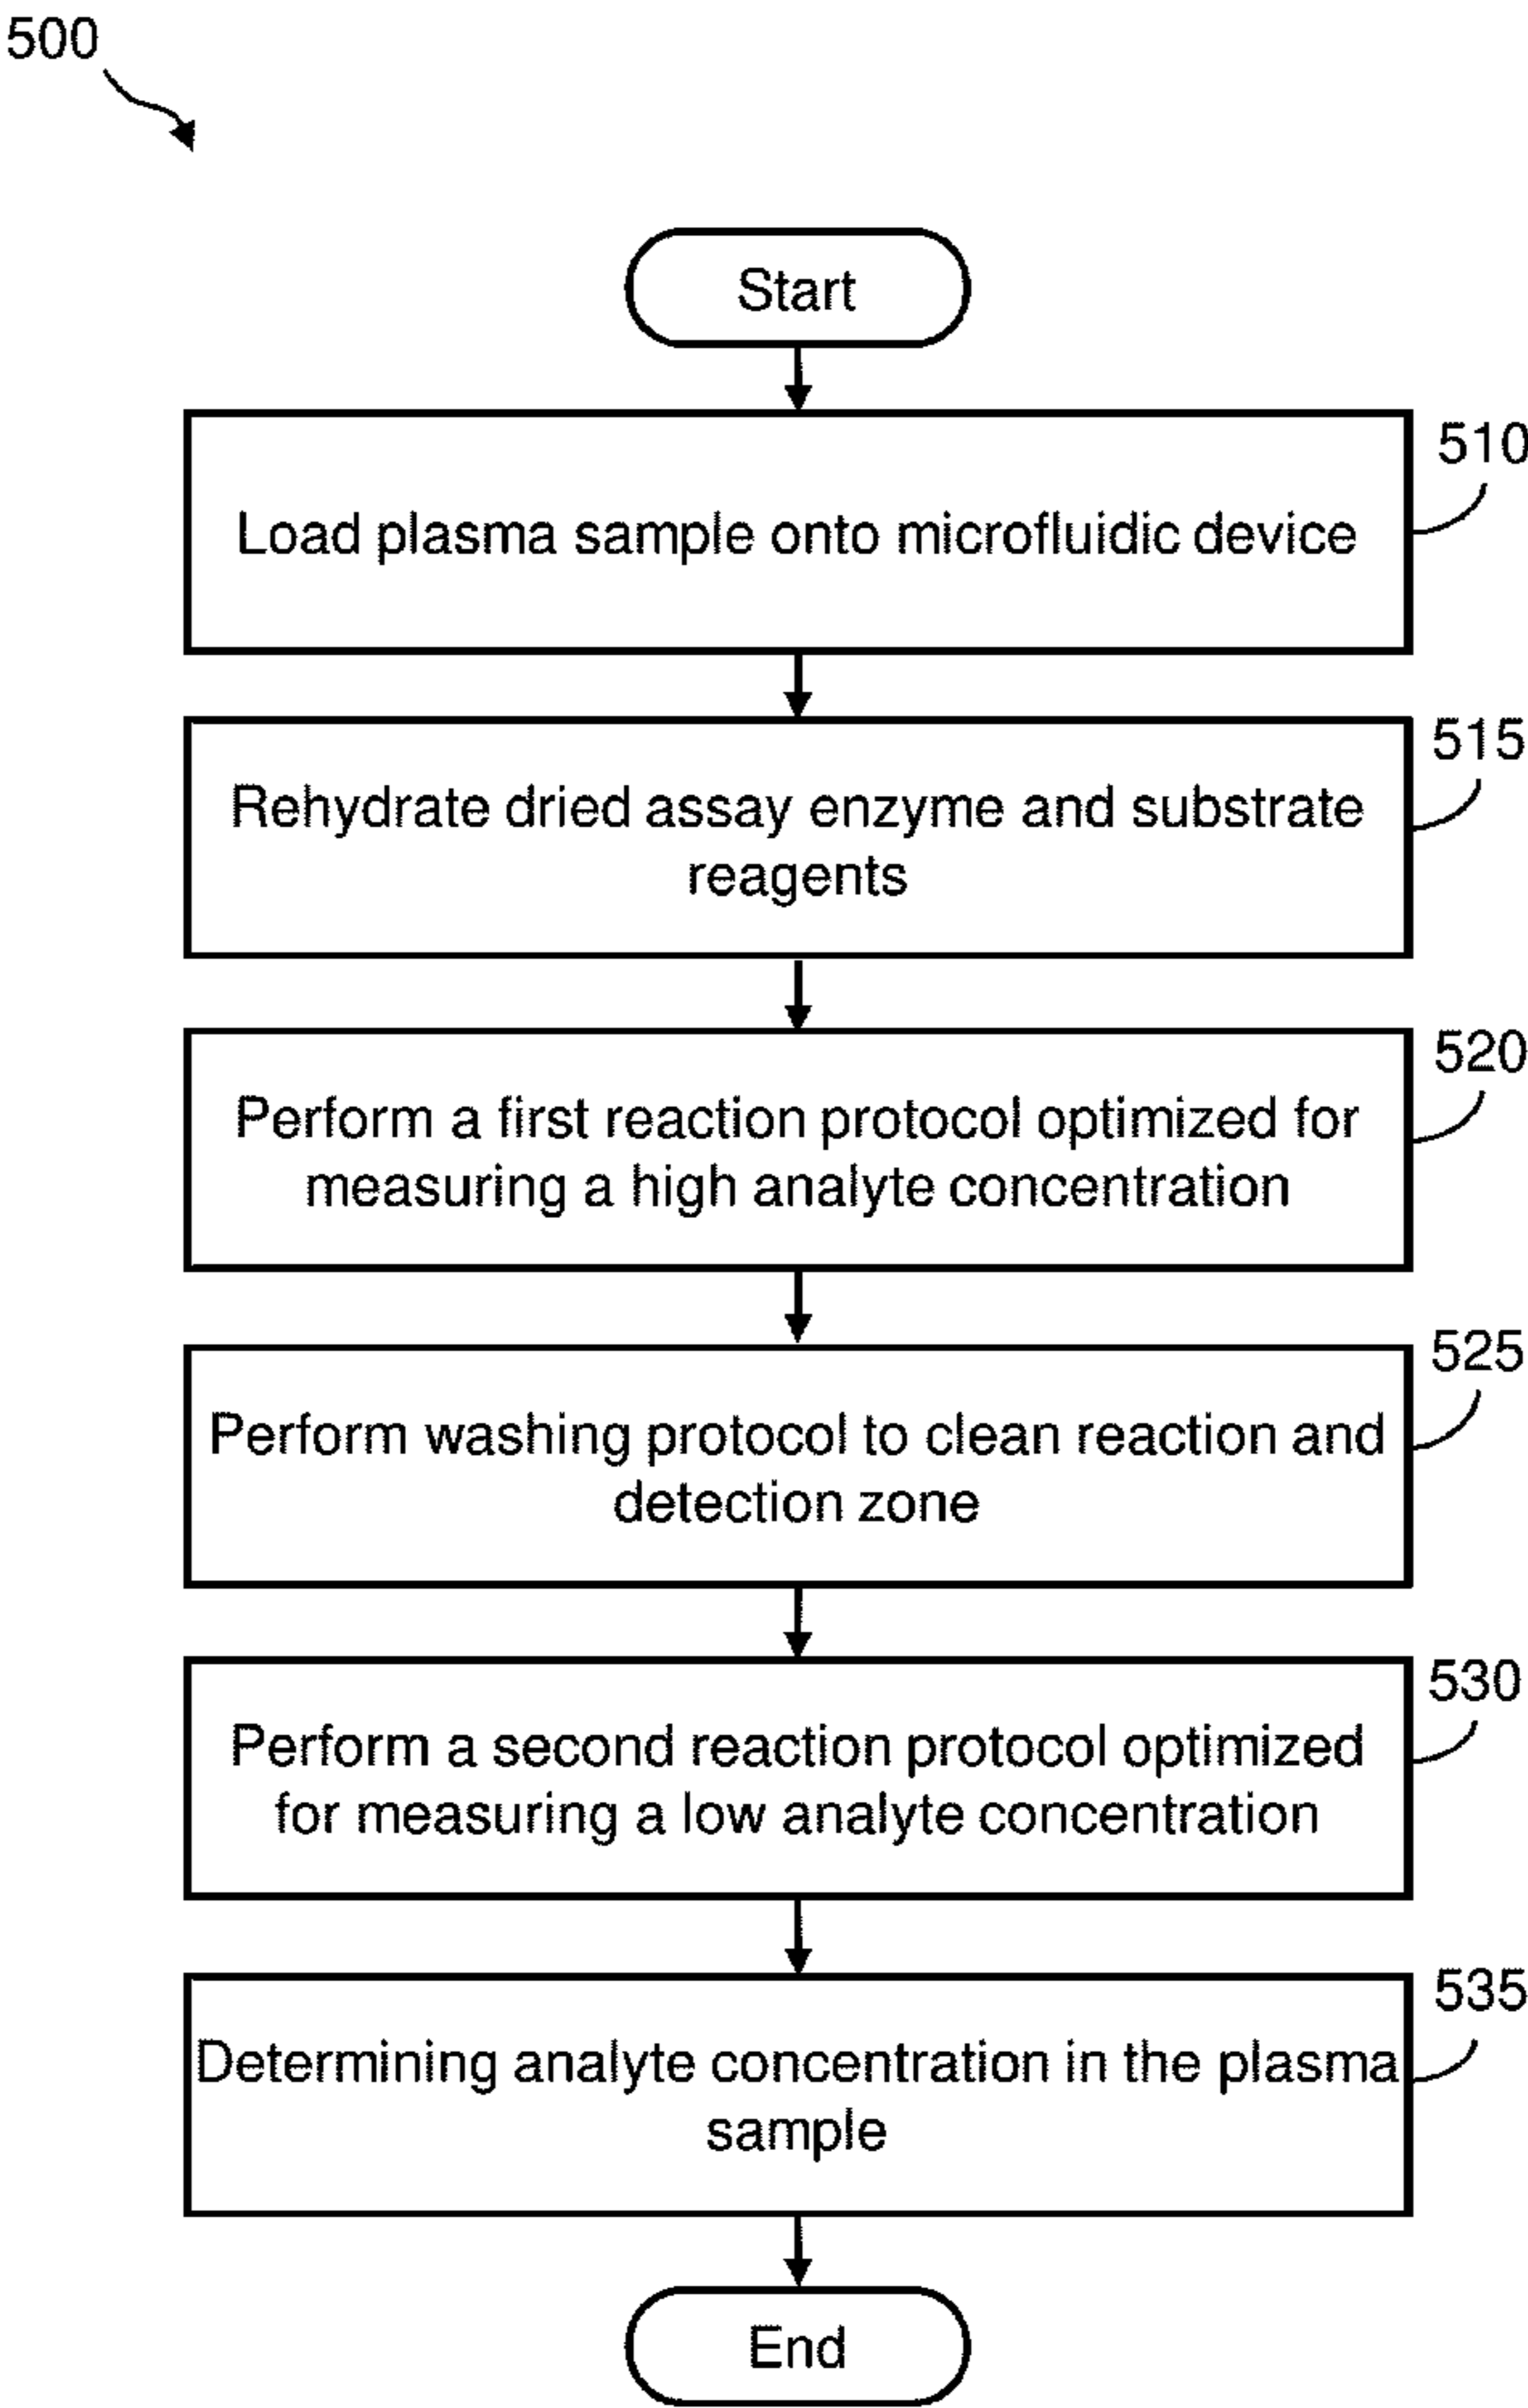 500
Start
510
Load plasma sample onto microfluidic device
515
Rehydrate dried assay enzyme and substrate
reagents
520
Perform a first reaction protocol optimized for
measuring a high analyte concentration
525
Perform washing protocol to clean reaction and
detection zone
530
Perform a second reaction protocol optimized
for measuring a low analyte concentration
535
Determining analyte concentration in the plasma
sample
End